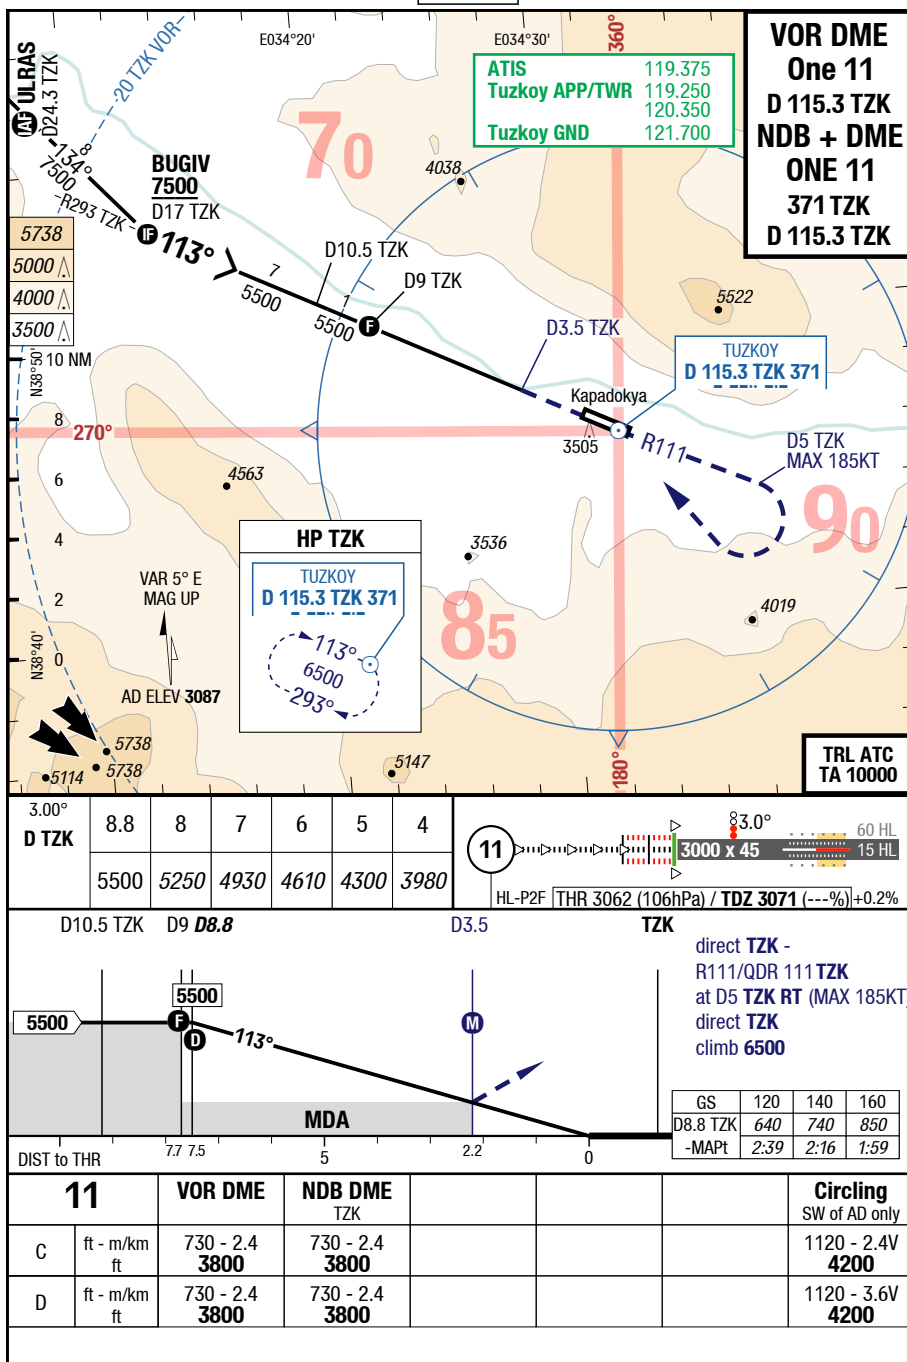 VOR DME
One 11
D 115.3 TZK
NDB + DME
ONE 11
371 TZK
D 115.3 TZK
E034°20'
E034°30'
360°
ATIS 119.375
Tuzkoy APP/TWR 119.250
120.350
Tuzkoy GND 121.700
IAF ULRAS
D24.3 TZK
20 TZK VOR
8
134°
7500
R293 TZK
BUGIV
7500
D17 TZK
IF
113°
70
4038
5738
5000
4000
3500
7
5500
D10.5 TZK
1
5500
F
D9 TZK
5522
D3.5 TZK
TUZKOY
D 115.3 TZK 371
N38°50'
10 NM
8
6
4
2
0
N38°40'
270°
Kapadokya
3505
R111
D5 TZK
MAX 185KT
90
4563
3536
4019
85
HP TZK
TUZKOY
D 115.3 TZK 371
113°
6500
293°
VAR 5° E
MAG UP
AD ELEV 3087
5738
5738
5114
5147
180°
TRL ATC
TA 10000
3.00°
D TZK 8.8 8 7 6 5 4
5500 5250 4930 4610 4300 3980
11
3.0°
3000 x 45
60 HL
15 HL
HL-P2F THR 3062 (106hPa) / TDZ 3071 (---%) +0.2%
D10.5 TZK D9 D8.8 D3.5 TZK
5500
5500
F
D
113°
M
MDA
DIST to THR 7.7 7.5 5 2.2 0
direct TZK -
R111/QDR 111 TZK
at D5 TZK RT (MAX 185KT)
direct TZK
climb 6500
GS 120 140 160
D8.8 TZK 640 740 850
-MAPt 2:39 2:16 1:59
11 VOR DME NDB DME Circling
TZK SW of AD only
C ft - m/km 730 - 2.4 730 - 2.4 1120 - 2.4V
ft 3800 3800 4200
D ft - m/km 730 - 2.4 730 - 2.4 1120 - 3.6V
ft 3800 3800 4200